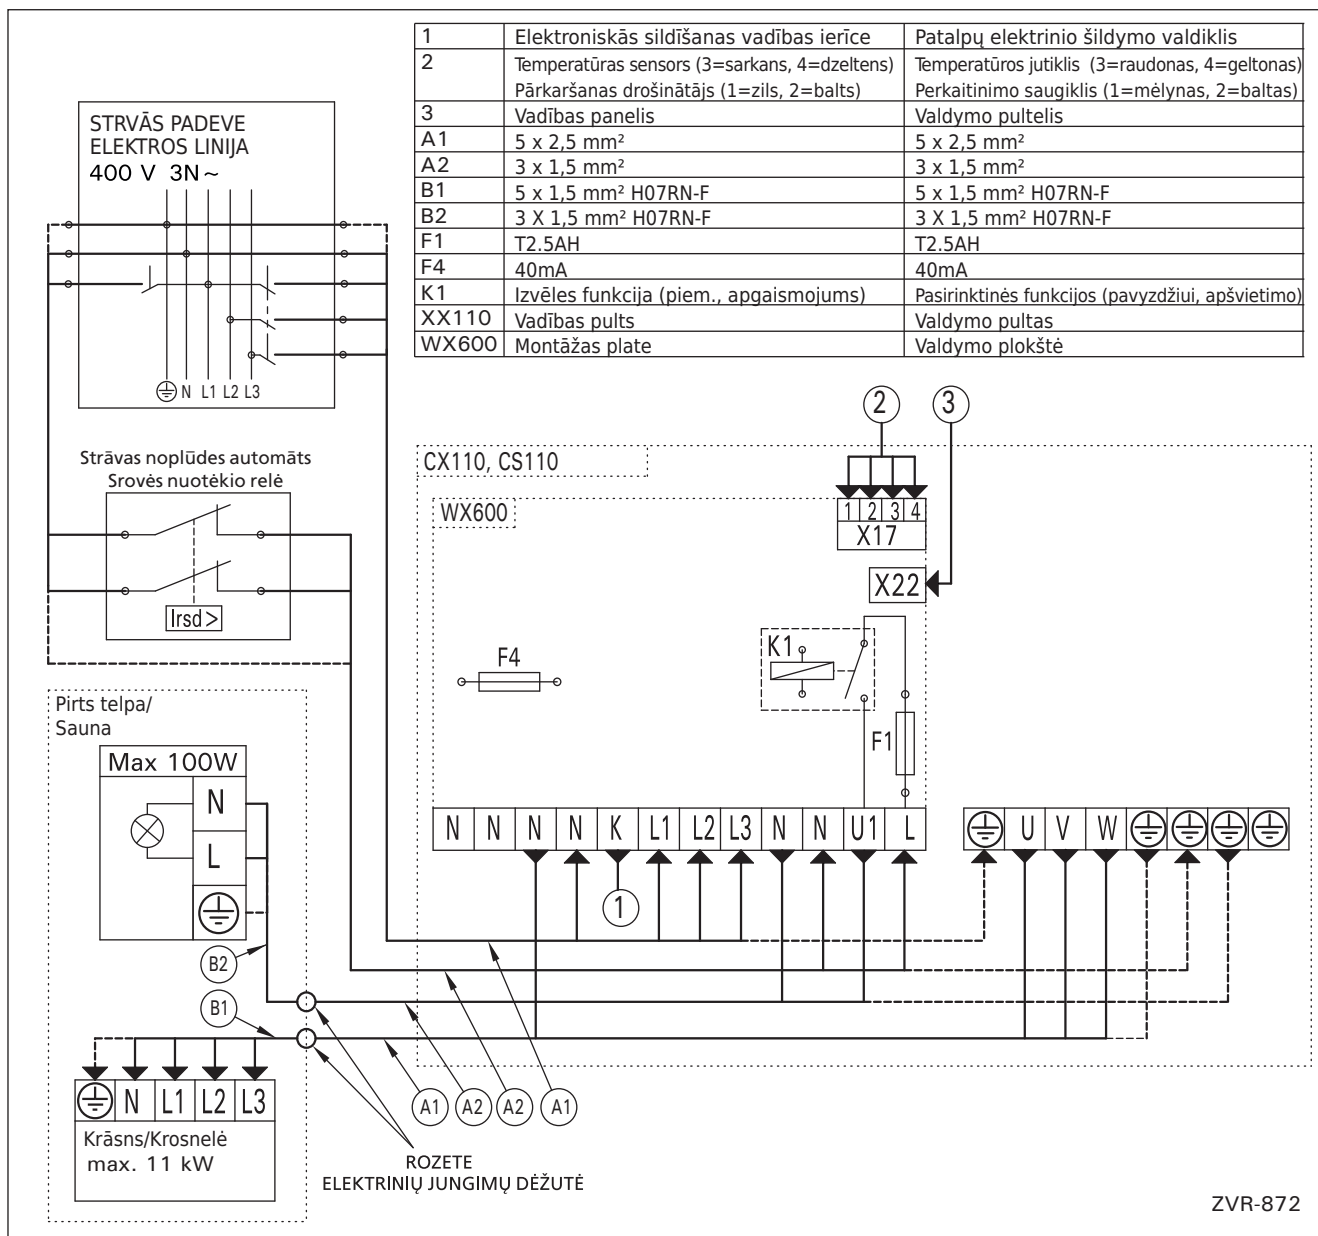 1 Elektroniskās sildīšanas vadības ierīce Patalpų elektrinio šildymo valdiklis
2 Temperatūras sensors (3=sarkans, 4=dzeltens) Temperatūros jutiklis (3=raudonas, 4=geltonas)
Pārkaršanas drošinātājs (1=zils, 2=balts) Perkaitinimo saugiklis (1=mėlynas, 2=baltas)
3 Vadības panelis Valdymo pultelis
A1 5 x 2,5 mm² 5 x 2,5 mm²
A2 3 x 1,5 mm² 3 x 1,5 mm²
B1 5 x 1,5 mm² H07RN-F 5 x 1,5 mm² H07RN-F
B2 3 X 1,5 mm² H07RN-F 3 X 1,5 mm² H07RN-F
F1 T2.5AH T2.5AH
F4 40mA 40mA
K1 Izvēles funkcija (piem., apgaismojums) Pasirinktinės funkcijos (pavyzdžiui, apšvietimo)
XX110 Vadības pults Valdymo pultas
WX600 Montāžas plate Valdymo plokštė
STRVĀS PADEVE
ELEKTROS LINIJA
400 V 3N~
N L1 L2 L3
2 3
Strāvas noplūdes automāts
Srovės nuotėkio relė
Irsd>
CX110, CS110
WX600
1 2 3 4
X17
X22
K1
F4
F1
N N N N K L1 L2 L3 N N U1 L
U V W
1
Pirts telpa/
Sauna
Max 100W
N
L
B2
B1
N L1 L2 L3
Krāsns/Krosnelė
max. 11 kW
A1 A2 A2 A1
ROZETE
ELEKTRINIŲ JUNGIMŲ DĖŽUTĖ
ZVR-872